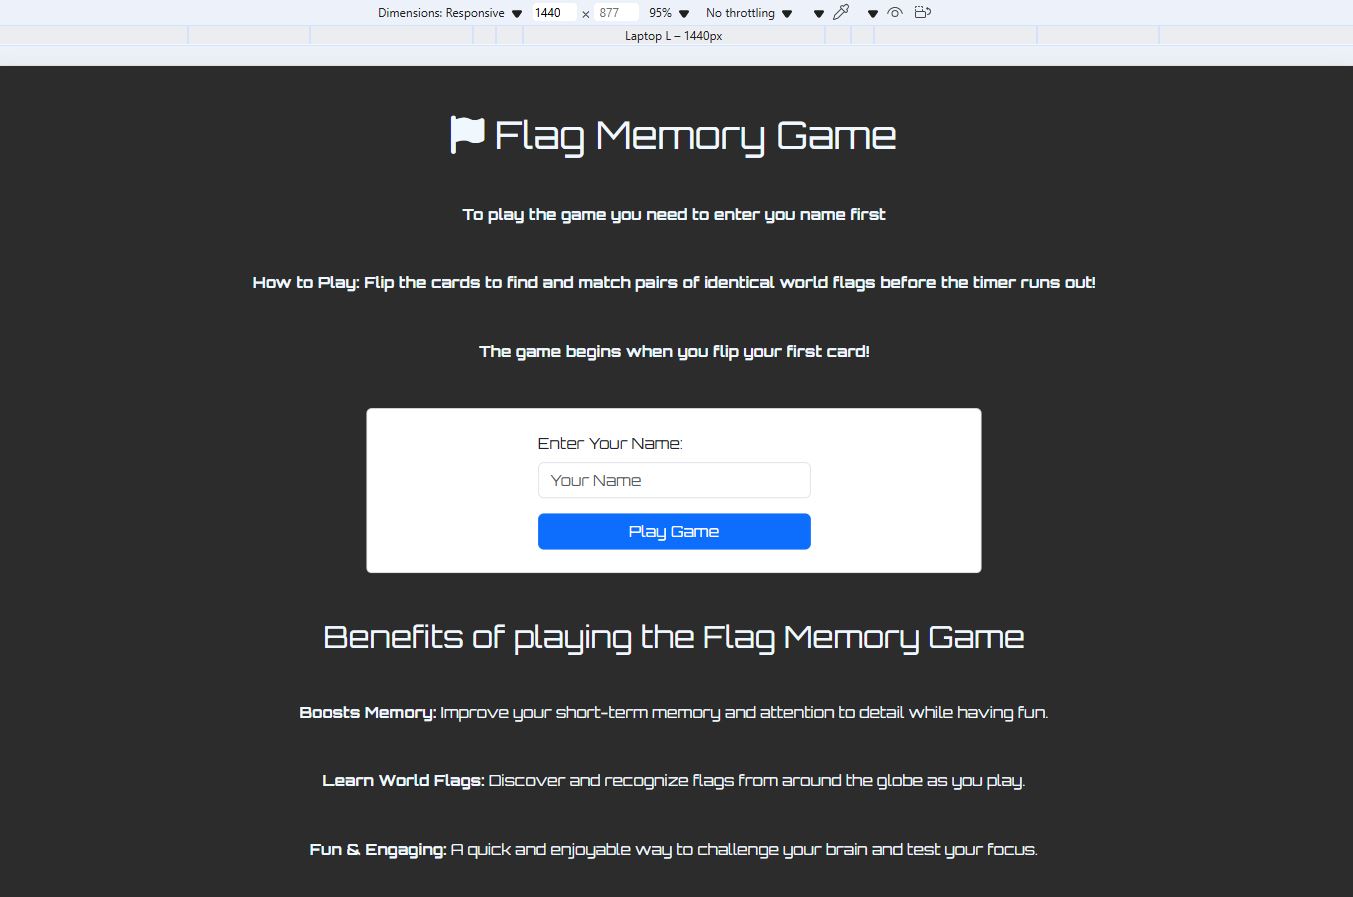 Dimensions: Responsive 1440 x 877 95% No throttling
Laptop L – 1440px
Flag Memory Game
To play the game you need to enter you name first
How to Play: Flip the cards to find and match pairs of identical world flags before the timer runs out!
The game begins when you flip your first card!
Enter Your Name:
Your Name
Play Game
Benefits of playing the Flag Memory Game
Boosts Memory: Improve your short-term memory and attention to detail while having fun.
Learn World Flags: Discover and recognize flags from around the globe as you play.
Fun & Engaging: A quick and enjoyable way to challenge your brain and test your focus.